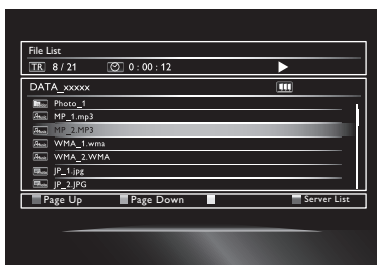 File List
TR 8 / 21 0 : 00 : 12
DATA_xxxxx
Photo_1
MP_1.mp3
MP_2.MP3
WMA_1.wma
WMA_2.WMA
JP_1.jpg
JP_2.JPG
Page Up Page Down Server List